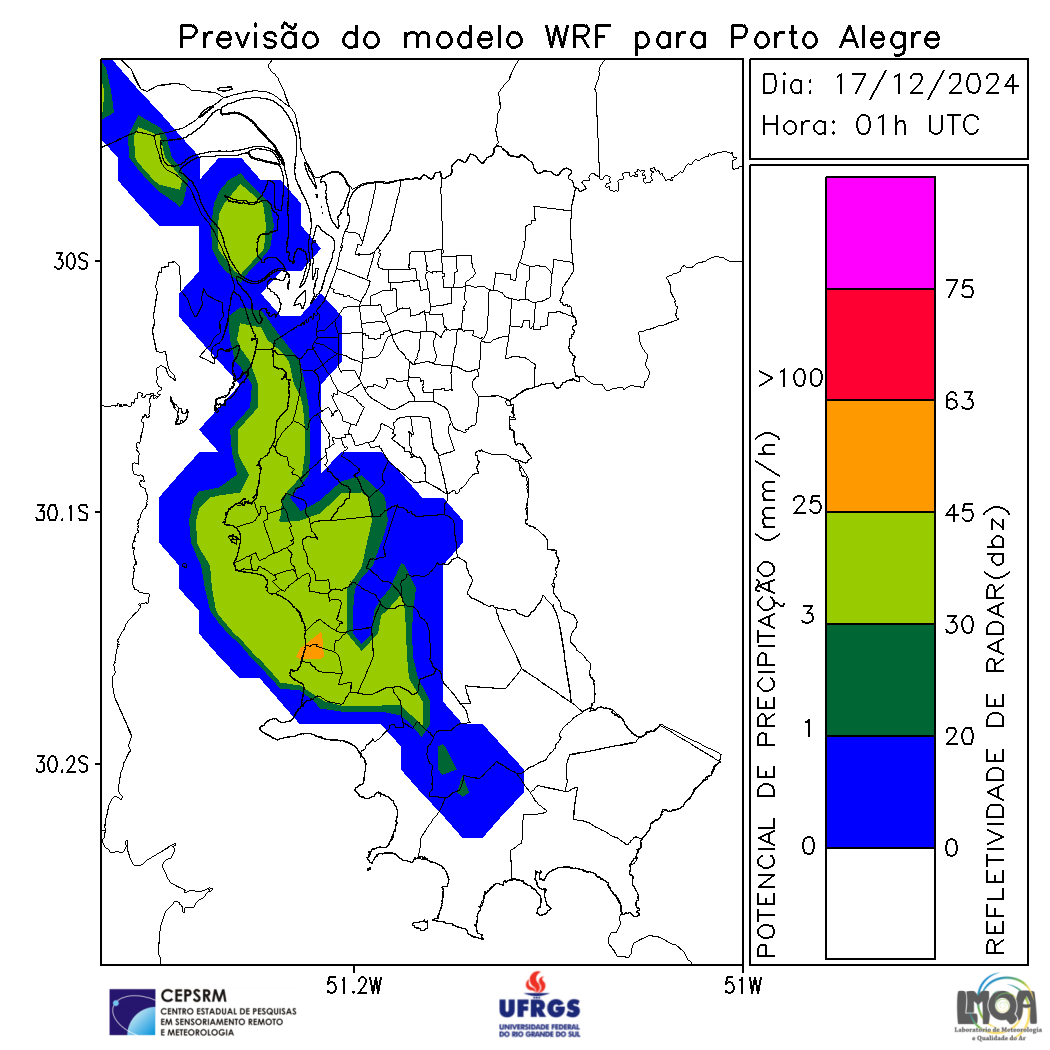 Previsão do modelo WRF para Porto Alegre
Dia: 17/12/2024
Hora: 01h UTC
30S
30.1S
30.2S
51.2W
51W
POTENCIAL DE PRECIPITAÇÃO (mm/h)
>100
25
3
1
0
75
63
45
30
20
0
REFLETIVIDADE DE RADAR(dbz)
CEPSRM
CENTRO ESTADUAL DE PESQUISAS
EM SENSORIAMENTO REMOTO
E METEOROLOGIA
UFRGS
UNIVERSIDADE FEDERAL
DO RIO GRANDE DO SUL
LMQA
Laboratório de Meteorologia
e Qualidade do Ar